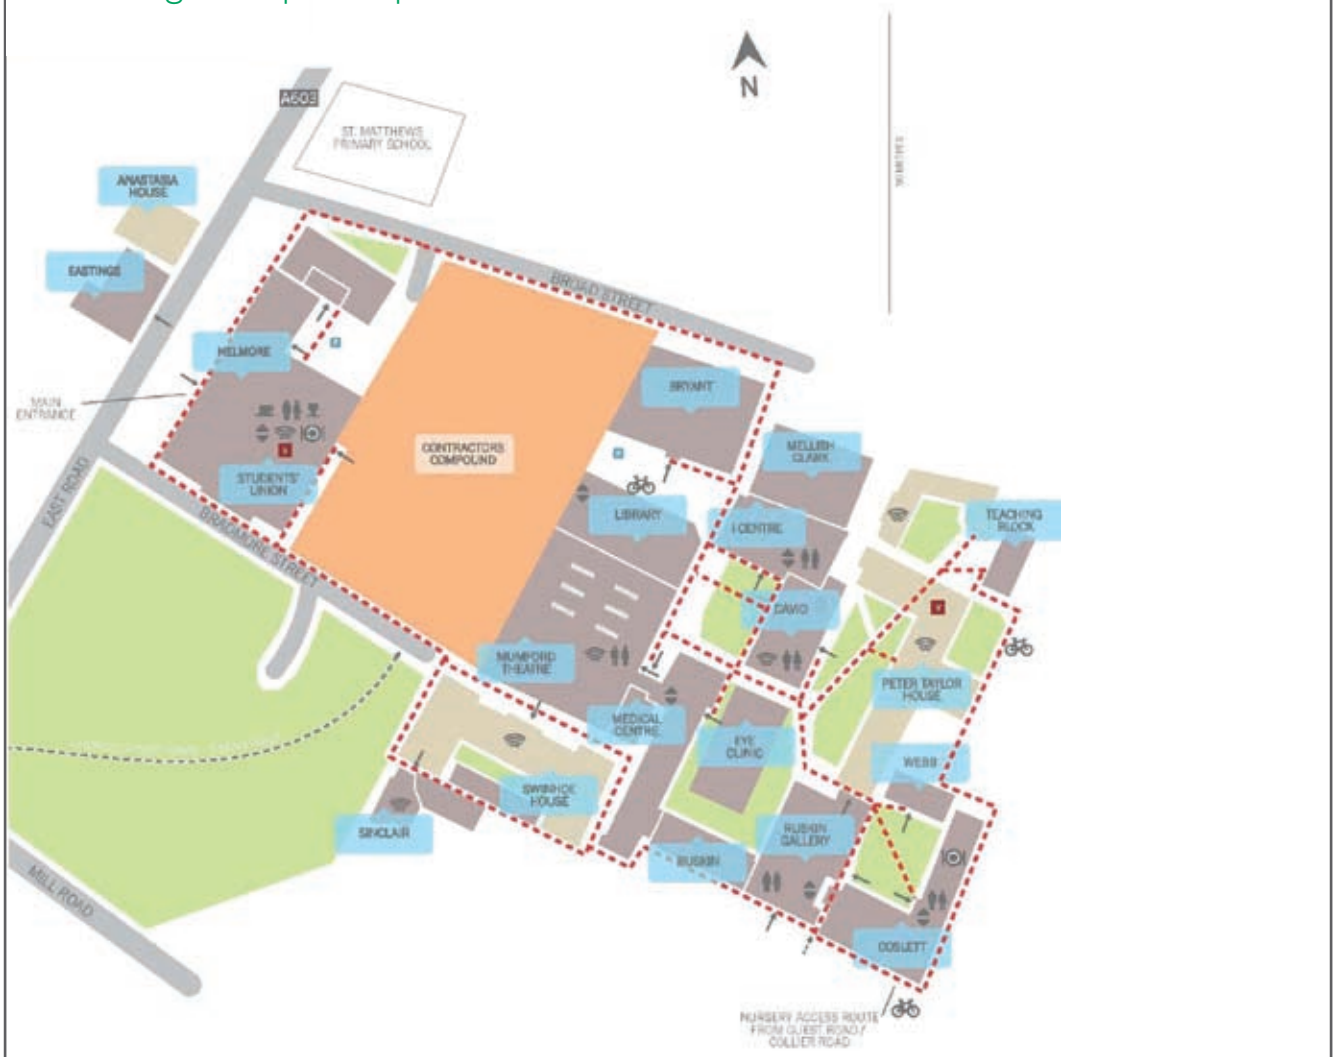 N
A603
ST. MATTHEWS
PRIMARY SCHOOL
ANASTASIA
HOUSE
EASTINGS
BROAD STREET
HELMORE
MAIN
ENTRANCE
BRYANT
CONTRACTORS
COMPOUND
MELLISH
CLARK
STUDENTS'
UNION
EAST ROAD
LIBRARY
I CENTRE
TEACHING
BLOCK
BRADMORE STREET
DAVID
MUMFORD
THEATRE
PETER TAYLOR
HOUSE
MEDICAL
CENTRE
EYE
CLINIC
WEBB
SWINHOE
HOUSE
SINCLAIR
RUSKIN
GALLERY
RUSKIN
MILL ROAD
COSLETT
NURSERY ACCESS ROUTE
FROM GUEST ROAD/
COLLIER ROAD